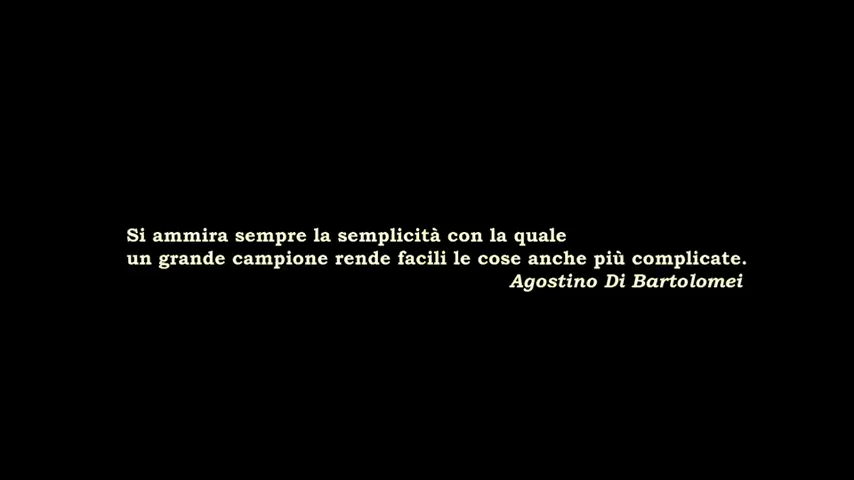 Si ammira sempre la semplicità con la quale
un grande campione rende facili le cose anche più complicate.
Agostino Di Bartolomei